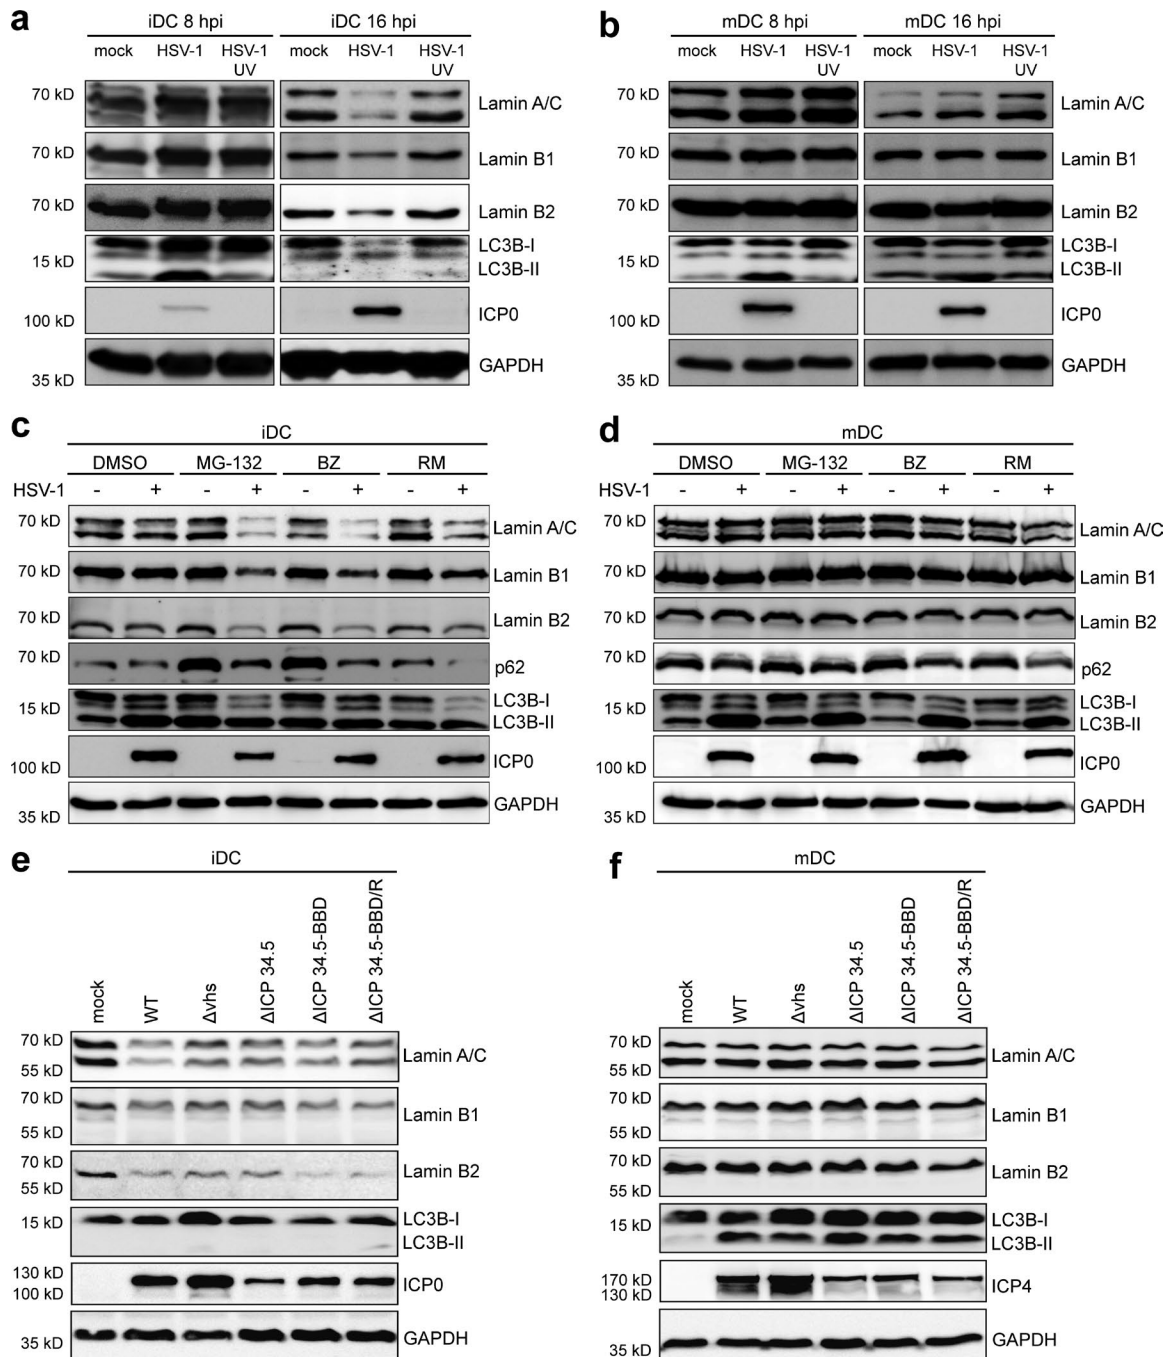 a
iDC 8 hpi iDC 16 hpi
mock HSV-1 HSV-1 UV mock HSV-1 HSV-1 UV
70 kD Lamin A/C
70 kD Lamin B1
70 kD Lamin B2
LC3B-I
15 kD
LC3B-II
ICP0
100 kD
GAPDH
35 kD
b
mDC 8 hpi mDC 16 hpi
mock HSV-1 HSV-1 UV mock HSV-1 HSV-1 UV
70 kD Lamin A/C
70 kD Lamin B1
70 kD Lamin B2
LC3B-I
15 kD
LC3B-II
ICP0
100 kD
GAPDH
35 kD
c
iDC
DMSO MG-132 BZ RM
HSV-1 - + - + - + - +
70 kD Lamin A/C
70 kD Lamin B1
70 kD Lamin B2
70 kD p62
LC3B-I
15 kD
LC3B-II
ICP0
100 kD
GAPDH
35 kD
d
mDC
DMSO MG-132 BZ RM
HSV-1 - + - + - + - +
70 kD Lamin A/C
70 kD Lamin B1
70 kD Lamin B2
70 kD p62
LC3B-I
15 kD
LC3B-II
ICP0
100 kD
GAPDH
35 kD
e
iDC
mock WT Δvhs ΔICP 34.5 ΔICP 34.5-BBD ΔICP 34.5-BBD/R
70 kD
Lamin A/C
55 kD
70 kD
Lamin B1
55 kD
70 kD
Lamin B2
55 kD
15 kD LC3B-I
LC3B-II
130 kD
ICP0
100 kD
GAPDH
35 kD
f
mDC
mock WT Δvhs ΔICP 34.5 ΔICP 34.5-BBD ΔICP 34.5-BBD/R
70 kD
Lamin A/C
55 kD
70 kD
Lamin B1
55 kD
70 kD
Lamin B2
55 kD
15 kD LC3B-I
LC3B-II
170 kD
ICP4
130 kD
GAPDH
35 kD